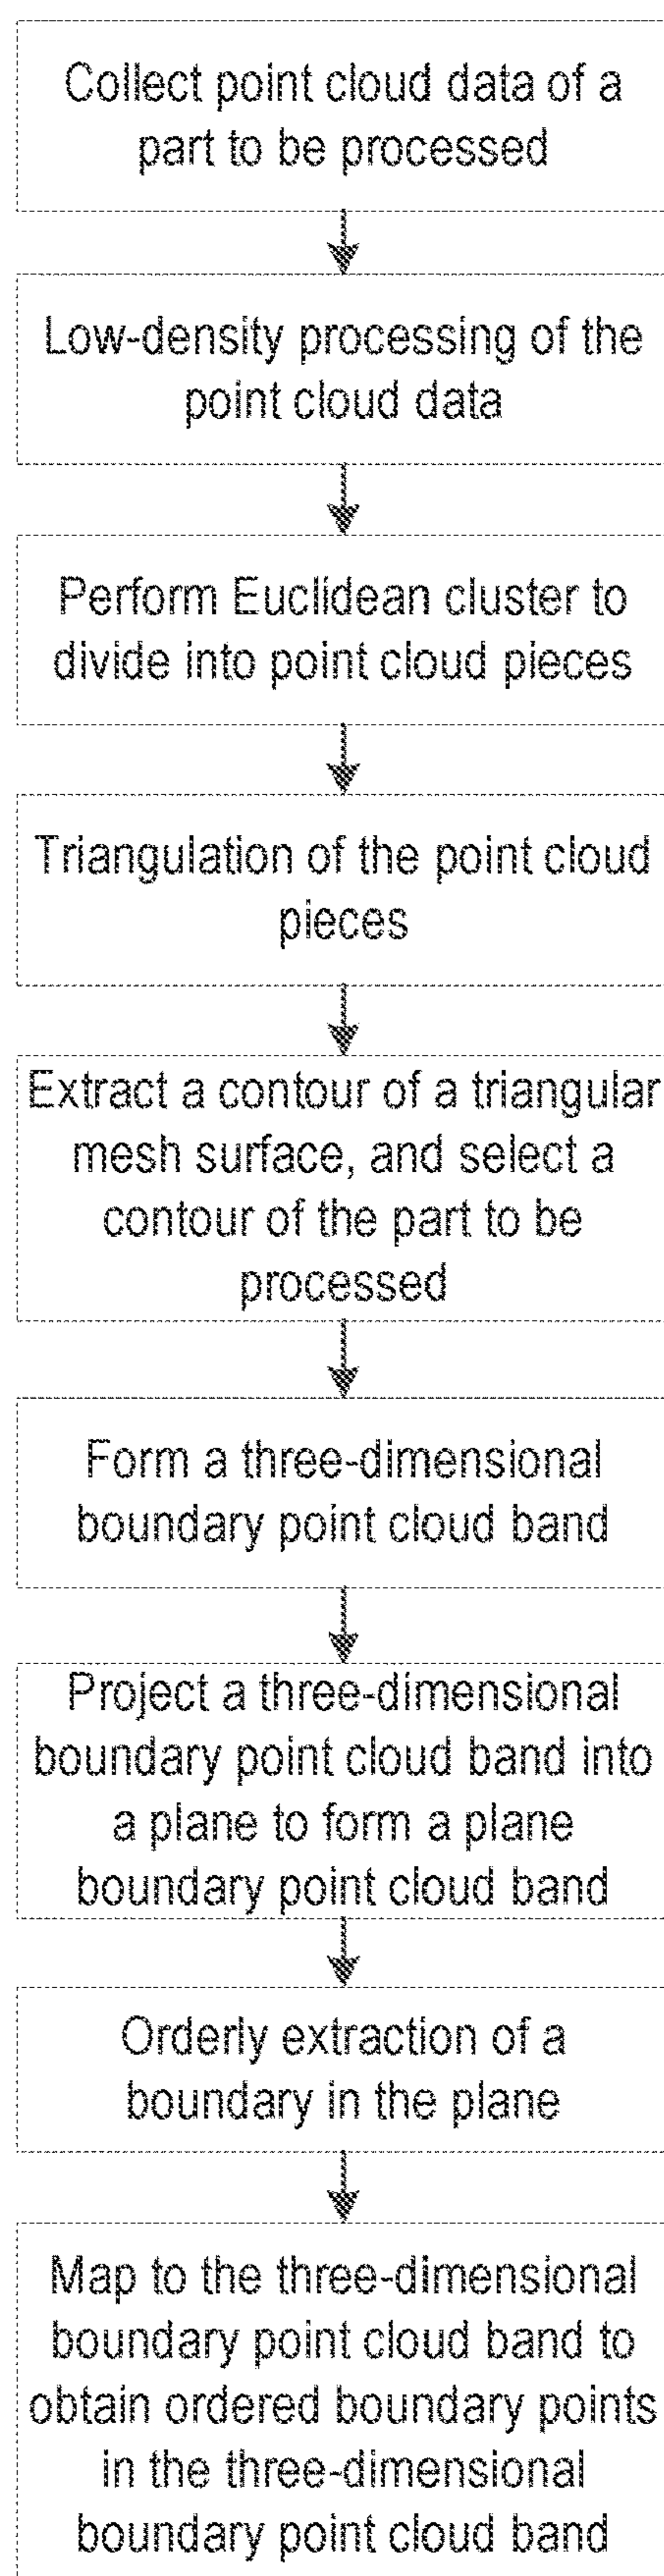 Collect point cloud data of a
part to be processed
Low-density processing of the
point cloud data
Perform Euclidean cluster to
divide into point cloud pieces
Triangulation of the point cloud
pieces
Extract a contour of a triangular
mesh surface, and select a
contour of the part to be
processed
Form a three-dimensional
boundary point cloud band
Project a three-dimensional
boundary point cloud band into
a plane to form a plane
boundary point cloud band
Orderly extraction of a
boundary in the plane
Map to the three-dimensional
boundary point cloud band to
obtain ordered boundary points
in the three-dimensional
boundary point cloud band